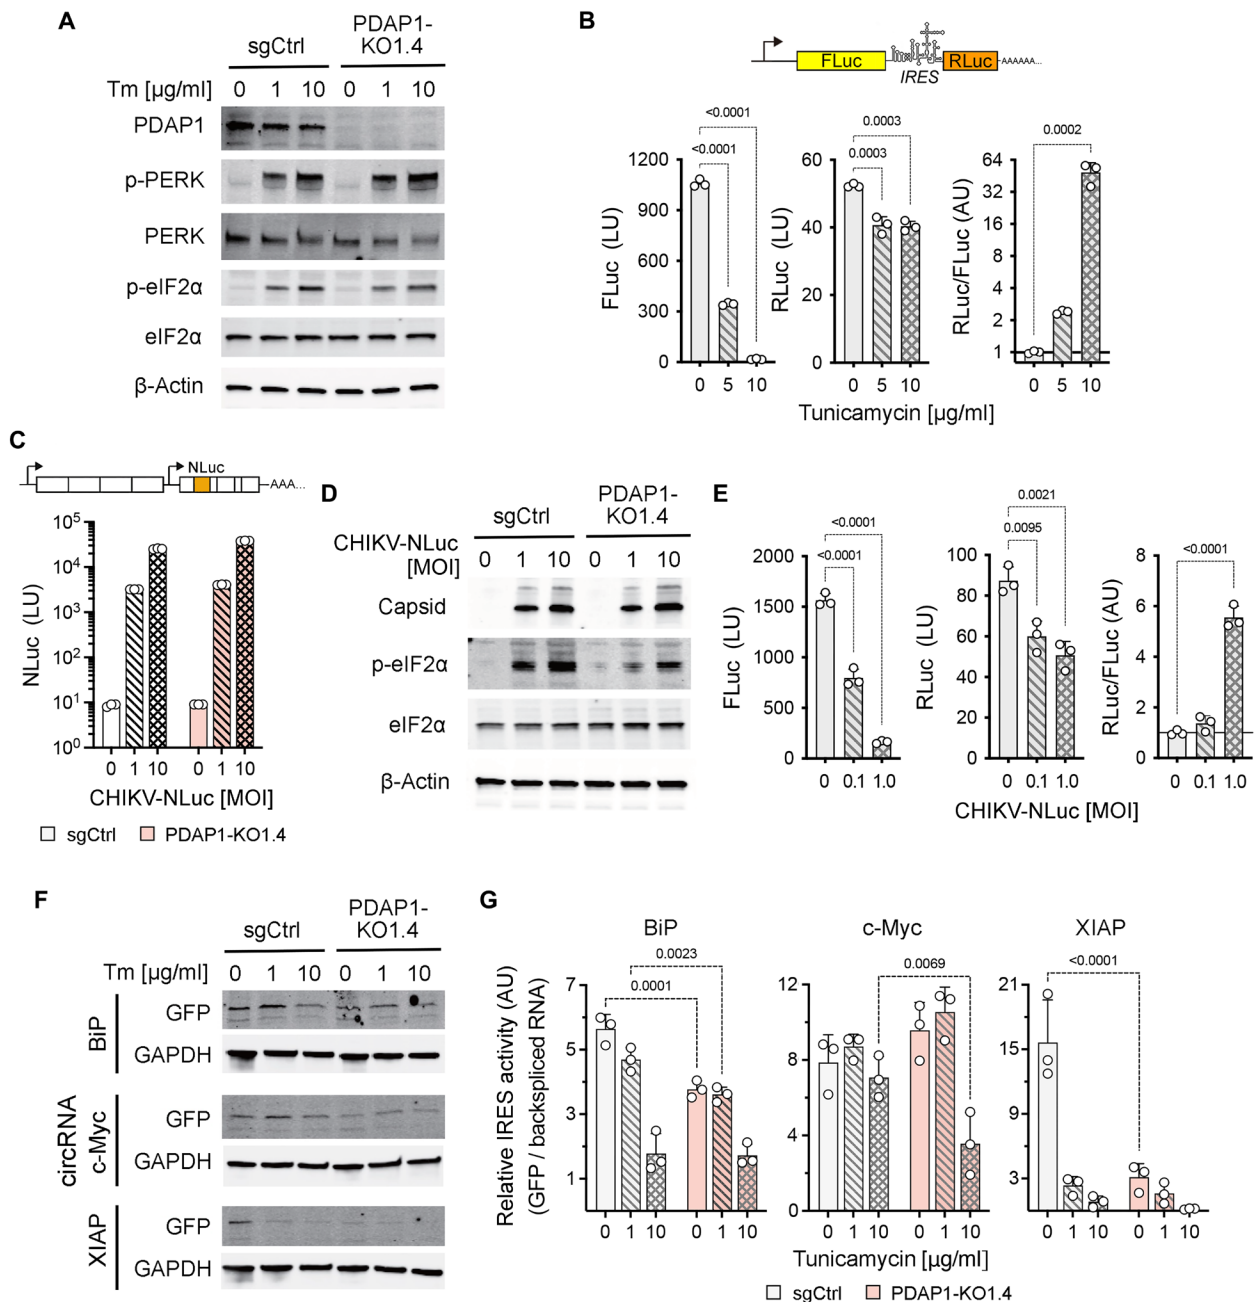 A
sgCtrl
PDAP1-
KO1.4
Tm [µg/ml] 0 1 10 0 1 10
PDAP1
p-PERK
PERK
p-eIF2α
eIF2α
β-Actin
B
FLuc
IRES
RLuc
AAAAAA...
<0.0001
<0.0001
1200
900
600
300
0
FLuc (LU)
0 5 10
0.0003
0.0003
60
40
20
0
RLuc (LU)
0 5 10
0.0002
64
32
16
8
4
2
1
RLuc/FLuc (AU)
0 5 10
Tunicamycin [µg/ml]
C
NLuc
AAA...
10⁵
10⁴
10³
10²
10¹
10⁰
NLuc (LU)
0 1 10 0 1 10
CHIKV-NLuc [MOI]
sgCtrl PDAP1-KO1.4
D
sgCtrl
PDAP1-
KO1.4
CHIKV-NLuc
[MOI]
0 1 10 0 1 10
Capsid
p-eIF2α
eIF2α
β-Actin
E
<0.0001
<0.0001
2000
1500
1000
500
0
FLuc (LU)
0 0.1 1.0
0.0021
0.0095
100
80
60
40
20
0
RLuc (LU)
0 0.1 1.0
<0.0001
8
6
4
2
0
RLuc/FLuc (AU)
0 0.1 1.0
CHIKV-NLuc [MOI]
F
sgCtrl
PDAP1-
KO1.4
Tm [µg/ml] 0 1 10 0 1 10
circRNA
BiP
GFP
GAPDH
c-Myc
GFP
GAPDH
XIAP
GFP
GAPDH
G
Relative IRES activity (AU)
(GFP / backspliced RNA)
BiP
0.0023
0.0001
7
5
3
1
0 1 10 0 1 10
c-Myc
0.0069
12
8
4
0
0 1 10 0 1 10
XIAP
<0.0001
21
15
9
3
0 1 10 0 1 10
Tunicamycin [µg/ml]
sgCtrl PDAP1-KO1.4